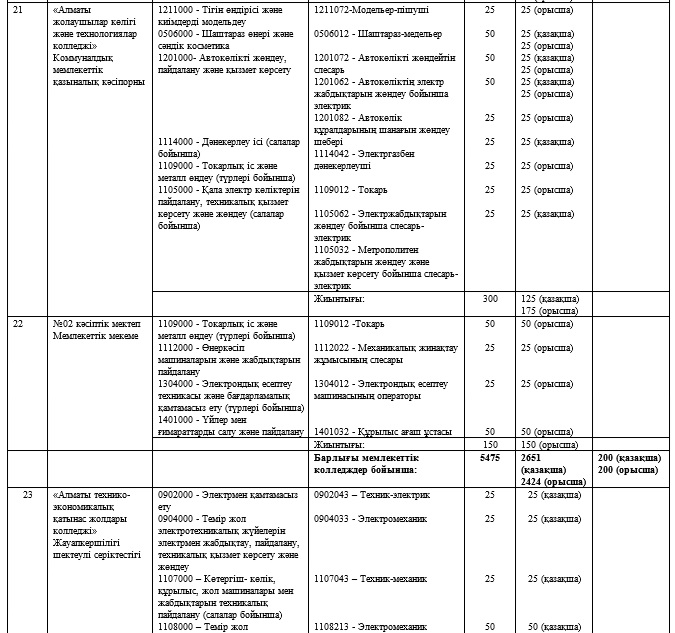 21 «Алматы 1211000 - Тігін өндірісі және 1211072-Модельер-пішуші 25 25 (орысша)
жолаушылар көлігі киімдерді модельдеу
және технологиялар 0506000 - Шаштараз өнері және 0506012 - Шаштараз-медельер 50 25 (қазақша)
колледжі» сәндік косметика 25 (орысша)
Коммуналдық 1201000- Автокөлікті жөндеу, 1201072 - Автокөлікті жөндейтін 50 25 (қазақша)
мемлекеттік пайдалану және қызмет көрсету слесарь 25 (орысша)
қазыналық кәсіпорны 1201062 - Автокөліктің электр 50 25 (қазақша)
жабдықтарын жөндеу бойынша 25 (орысша)
электрик
1201082 - Автокөлік 25 25 (орысша)
құралдарының шанағын жөндеу
1114000 - Дәнекерлеу ісі (салалар шебері 25 25 (қазақша)
бойынша) 1114042 - Электргазбен
1109000 - Токарлық іс және дәнекерлеуші 25 25 (орысша)
металл өңдеу (түрлері бойынша)
1105000 - Қала электр көліктерін 1109012 - Токарь 25 25 (орысша)
пайдалану, техникалық қызмет
көрсету және жөндеу (салалар 1105062 - Электржабдықтарын 25 25 (қазақша)
бойынша) жөндеу бойынша слесарь-
электрик
1105032 - Метрополитен
жабдықтарын жөндеу және
қызмет көрсету бойынша слесарь-
электрик
Жиынтығы: 300 125 (қазақша)
175 (орысша)
22 №02 кәсіптік мектеп 1109000 - Токарлық іс және 1109012 -Токарь 50 50 (орысша)
Мемлекеттік мекеме металл өңдеу (түрлері бойынша)
1112000 - Өнеркәсіп 1112022 - Механикалық жинақтау 25 25 (орысша)
машиналарын және жабдықтарын жұмысының слесары
пайдалану
1304000 - Электрондық есептеу 1304012 - Электрондық есептеу 25 25 (орысша)
техникасы және бағдарламалық машинасының операторы
қамтамасыз ету (түрлері бойынша)
1401000 - Үйлер мен
ғимараттарды салу және пайдалану 1401032 - Құрылыс ағаш ұстасы 50 50 (орысша)
Жиынтығы: 150 150 (орысша)
Барлығы мемлекеттік 5475 2651 200 (қазақша)
колледждер бойынша: (қазақша) 200 (орысша)
2424 (орысша)
23 «Алматы технико- 0902000 - Электрмен қамтамасыз 0902043 – Техник-электрик 25 25 (қазақша)
экономикалық ету
қатынас жолдары 0904000 - Темір жол 0904033 - Электромеханик 25 25 (қазақша)
колледжі» электротехникалық жүйелерін
Жауапкершілігі электрмен жабдықтау, пайдалану,
шектеулі серіктестігі техникалық қызмет көрсету және
жөндеу
1107000 – Көтергіш- көлік, 1107043 – Техник-механик 25 25 (қазақша)
құрылыс, жол машиналары мен
жабдықтарын техникалық
пайдалану (салалар бойынша)
1108000 – Темір жол 1108213 - Электромеханик 50 50 (қазақша)